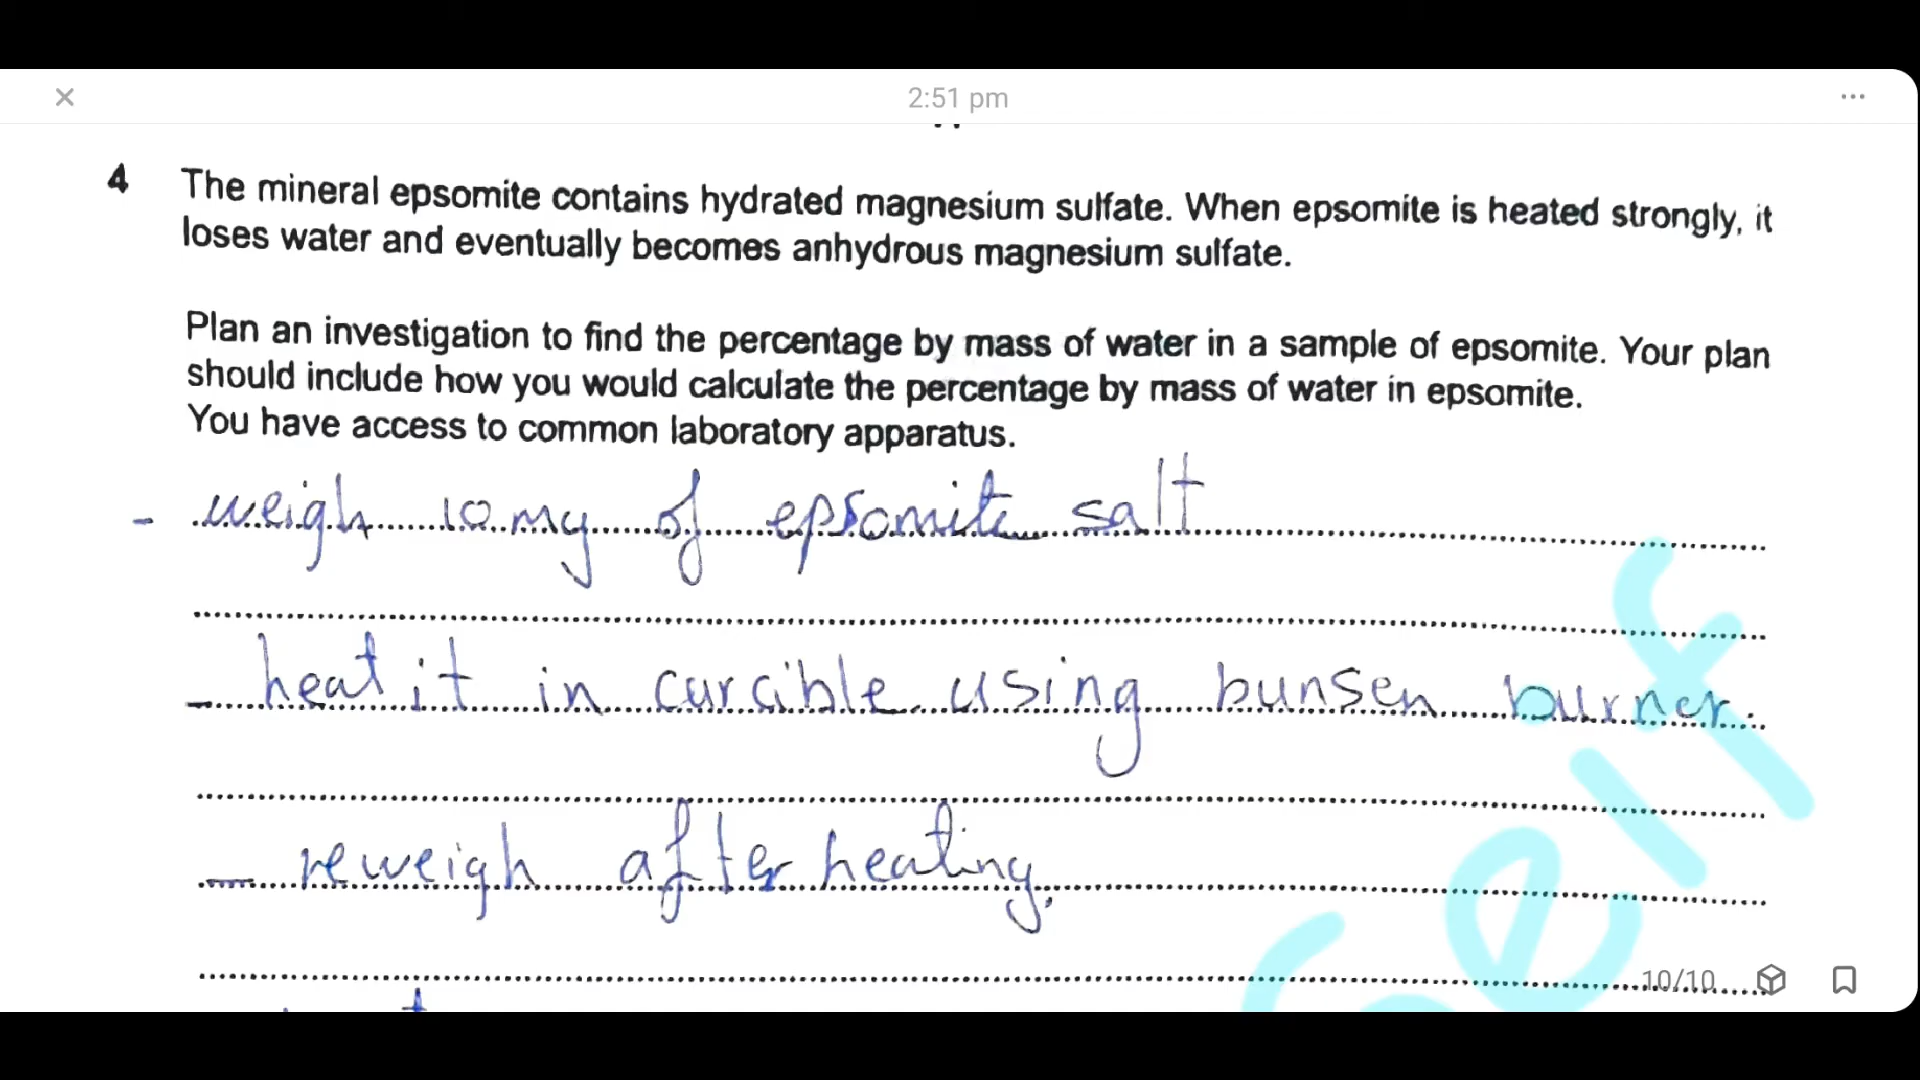 2:51 pm
4 The mineral epsomite contains hydrated magnesium sulfate. When epsomite is heated strongly, it
loses water and eventually becomes anhydrous magnesium sulfate.
Plan an investigation to find the percentage by mass of water in a sample of epsomite. Your plan
should include how you would calculate the percentage by mass of water in epsomite.
You have access to common laboratory apparatus.
- weigh 10 mg of epsomite salt
- heat it in curcible using bunsen burner.
- reweigh after heating.
Self
10/10